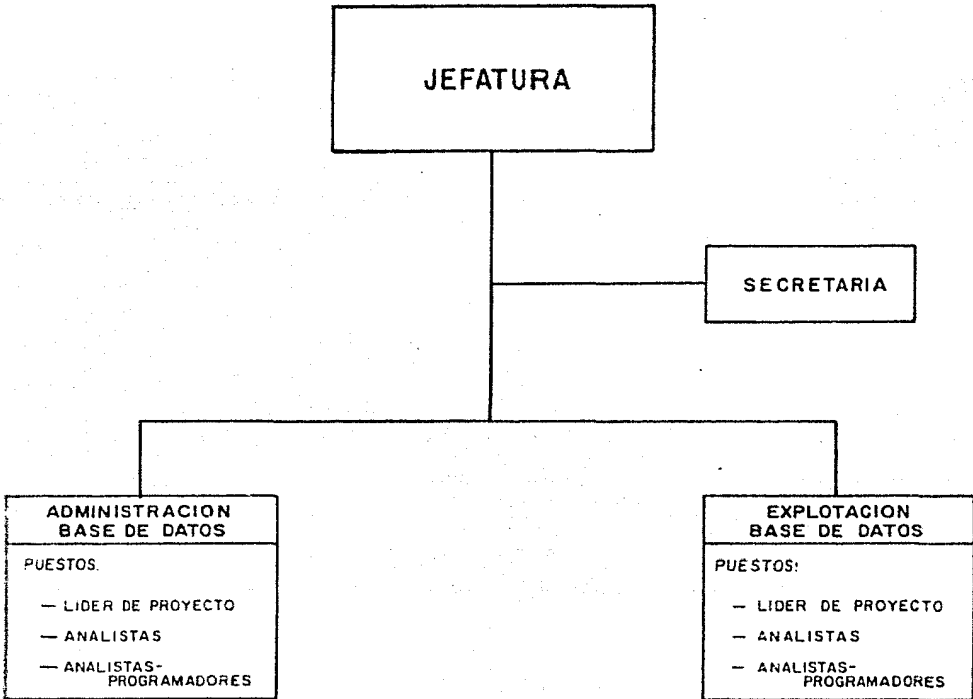 JEFATURA
SECRETARIA
ADMINISTRACION
BASE DE DATOS
PUESTOS.
— LIDER DE PROYECTO
— ANALISTAS
— ANALISTAS-
PROGRAMADORES
EXPLOTACION
BASE DE DATOS
PUESTOS:
— LIDER DE PROYECTO
— ANALISTAS
— ANALISTAS-
PROGRAMADORES